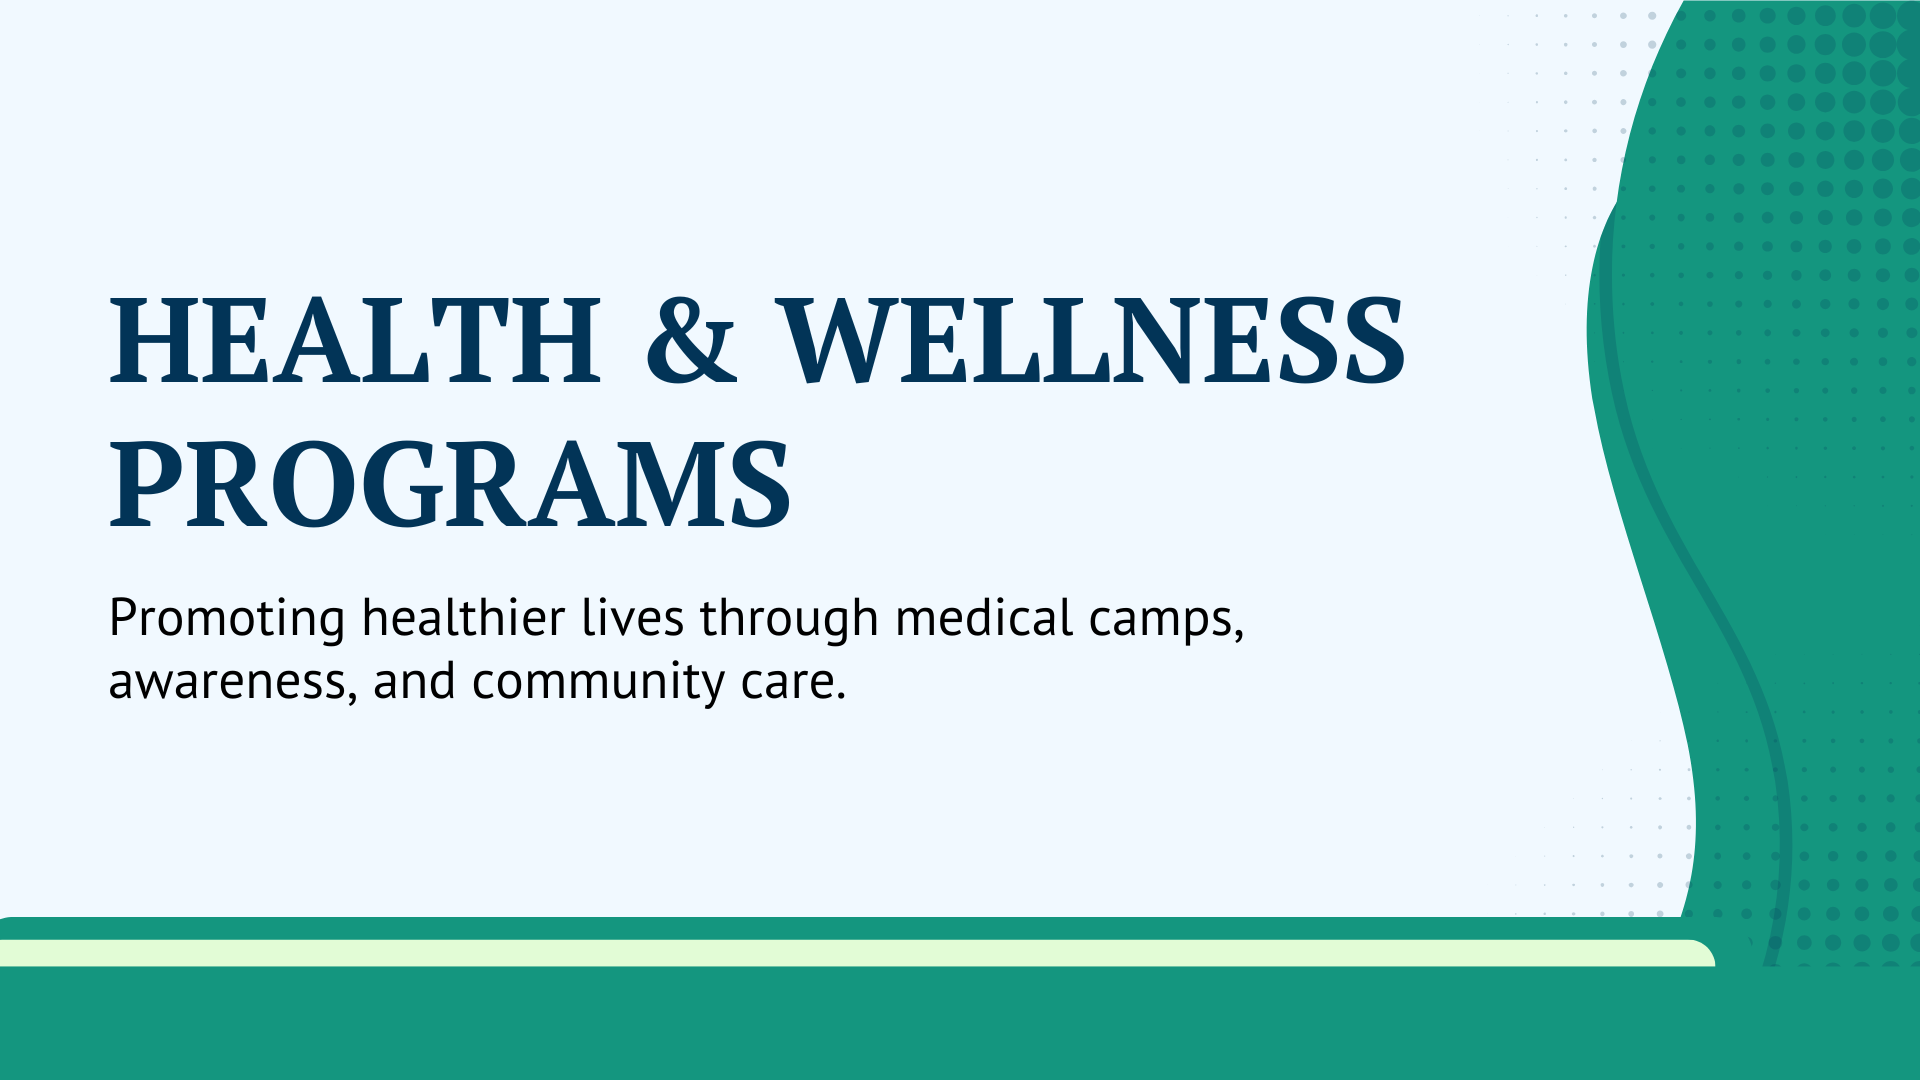 HEALTH & WELLNESS
PROGRAMS
Promoting healthier lives through medical camps,
awareness, and community care.